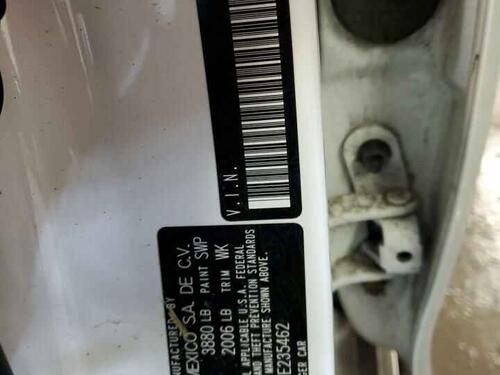 V.I.N.
MANUFACTURED BY
MEXICO S.A. DE C.V.
3880 LB PAINT SWP
2006 LB TRIM WK
APPLICABLE U.S.A. FEDERAL
THEFT PREVENTION STANDARDS
MANUFACTURE SHOWN ABOVE.
E235462
GER CAR